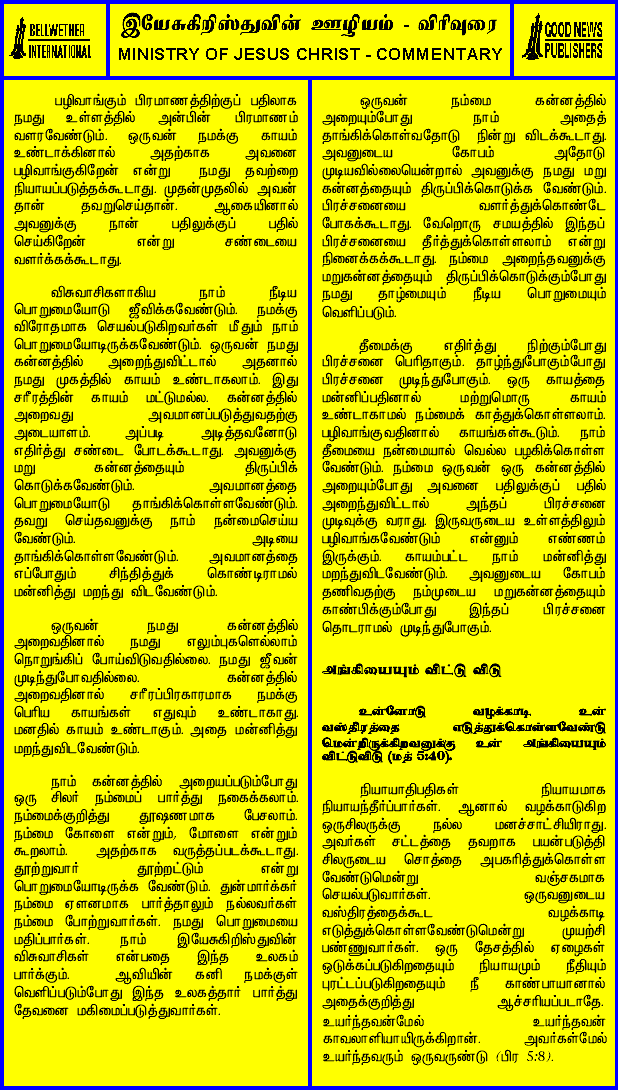 BELLWETHER
INTERNATIONAL
இயேசுகிறிஸ்துவின் ஊழியம் - விரிவுரை
MINISTRY OF JESUS CHRIST - COMMENTARY
GOOD NEWS
PUBLISHERS
பழிவாங்கும் பிரமாணத்திற்குப் பதிலாக
நமது உள்ளத்தில் அன்பின் பிரமாணம்
வளரவேண்டும். ஒருவன் நமக்கு காயம்
உண்டாக்கினால் அதற்காக அவனை
பழிவாங்குகிறேன் என்று நமது தவற்றை
நியாயப்படுத்தக்கூடாது. முதன்முதலில் அவன்
தான் தவறுசெய்தான். ஆகையினால்
அவனுக்கு நான் பதிலுக்குப் பதில்
செய்கிறேன் என்று சண்டையை
வளர்க்கக்கூடாது.
விசுவாசிகளாகிய நாம் நீடிய
பொறுமையோடு ஜீவிக்கவேண்டும். நமக்கு
விரோதமாக செயல்படுகிறவர்கள் மீதும் நாம்
பொறுமையோடிருக்கவேண்டும். ஒருவன் நமது
கன்னத்தில் அறைந்துவிட்டால் அதனால்
நமது முகத்தில் காயம் உண்டாகலாம். இது
சரீரத்தின் காயம் மட்டுமல்ல. கன்னத்தில்
அறைவது அவமானப்படுத்துவதற்கு
அடையாளம். அப்படி அடித்தவனோடு
எதிர்த்து சண்டை போடக்கூடாது. அவனுக்கு
மறு கன்னத்தையும் திருப்பிக்
கொடுக்கவேண்டும். அவமானத்தை
பொறுமையோடு தாங்கிக்கொள்ளவேண்டும்.
தவறு செய்தவனுக்கு நாம் நன்மைசெய்ய
வேண்டும். அடியை
தாங்கிக்கொள்ளவேண்டும். அவமானத்தை
எப்போதும் சிந்தித்துக் கொண்டிராமல்
மன்னித்து மறந்து விடவேண்டும்.
ஒருவன் நமது கன்னத்தில்
அறைவதினால் நமது எலும்புகளெல்லாம்
நொறுங்கிப் போய்விடுவதில்லை. நமது ஜீவன்
முடிந்துபோவதில்லை. கன்னத்தில்
அறைவதினால் சரீரப்பிரகாரமாக நமக்கு
பெரிய காயங்கள் எதுவும் உண்டாகாது.
மனதில் காயம் உண்டாகும். அதை மன்னித்து
மறந்துவிடவேண்டும்.
நாம் கன்னத்தில் அறையப்படும்போது
ஒரு சிலர் நம்மைப் பார்த்து நகைக்கலாம்.
நம்மைக்குறித்து தூஷணமாக பேசலாம்.
நம்மை கோளை என்றும், மோளை என்றும்
கூறலாம். அதற்காக வருத்தப்படக்கூடாது.
தூற்றுவார் தூற்றட்டும் என்று
பொறுமையோடிருக்க வேண்டும். துன்மார்க்கர்
நம்மை ஏளனமாக பார்த்தாலும் நல்லவர்கள்
நம்மை போற்றுவார்கள். நமது பொறுமையை
மதிப்பார்கள். நாம் இயேசுகிறிஸ்துவின்
விசுவாசிகள் என்பதை இந்த உலகம்
பார்க்கும். ஆவியின் கனி நமக்குள்
வெளிப்படும்போது இந்த உலகத்தார் பார்த்து
தேவனை மகிமைப்படுத்துவார்கள்.
ஒருவன் நம்மை கன்னத்தில்
அறையும்போது நாம் அதைத்
தாங்கிக்கொள்வதோடு நின்று விடக்கூடாது.
அவனுடைய கோபம் அதோடு
முடியவில்லையென்றால் அவனுக்கு நமது மறு
கன்னத்தையும் திருப்பிக்கொடுக்க வேண்டும்.
பிரச்சனையை வளர்த்துக்கொண்டே
போகக்கூடாது. வேறொரு சமயத்தில் இந்தப்
பிரச்சனையை தீர்த்துக்கொள்ளலாம் என்று
நினைக்கக்கூடாது. நம்மை அறைந்தவனுக்கு
மறுகன்னத்தையும் திருப்பிக்கொடுக்கும்போது
நமது தாழ்மையும் நீடிய பொறுமையும்
வெளிப்படும்.
தீமைக்கு எதிர்த்து நிற்கும்போது
பிரச்சனை பெரிதாகும். தாழ்ந்துபோகும்போது
பிரச்சனை முடிந்துபோகும். ஒரு காயத்தை
மன்னிப்பதினால் மற்றுமொரு காயம்
உண்டாகாமல் நம்மைக் காத்துக்கொள்ளலாம்.
பழிவாங்குவதினால் காயங்கள்கூடும். நாம்
தீமையை நன்மையால் வெல்ல பழகிக்கொள்ள
வேண்டும். நம்மை ஒருவன் ஒரு கன்னத்தில்
அறையும்போது அவனை பதிலுக்குப் பதில்
அறைந்துவிட்டால் அந்தப் பிரச்சனை
முடிவுக்கு வராது. இருவருடைய உள்ளத்திலும்
பழிவாங்கவேண்டும் என்னும் எண்ணம்
இருக்கும். காயம்பட்ட நாம் மன்னித்து
மறந்துவிடவேண்டும். அவனுடைய கோபம்
தணிவதற்கு நம்முடைய மறுகன்னத்தையும்
காண்பிக்கும்போது இந்தப் பிரச்சனை
தொடராமல் முடிந்துபோகும்.
அங்கியையும் விட்டு விடு
உன்னோடு வழக்காடி, உன்
வஸ்திரத்தை எடுத்துக்கொள்ளவேண்டு
மென்றிருக்கிறவனுக்கு உன் அங்கியையும்
விட்டுவிடு (மத் 5:40).
நியாயாதிபதிகள் நியாயமாக
நியாயந்தீர்ப்பார்கள். ஆனால் வழக்காடுகிற
ஒருசிலருக்கு நல்ல மனச்சாட்சியிராது.
அவர்கள் சட்டத்தை தவறாக பயன்படுத்தி
சிலருடைய சொத்தை அபகரித்துக்கொள்ள
வேண்டுமென்று வஞ்சகமாக
செயல்படுவார்கள். ஒருவனுடைய
வஸ்திரத்தைக்கூட வழக்காடி
எடுத்துக்கொள்ளவேண்டுமென்று முயற்சி
பண்ணுவார்கள். ஒரு தேசத்தில் ஏழைகள்
ஒடுக்கப்படுகிறதையும் நியாயமும் நீதியும்
புரட்டப்படுகிறதையும் நீ காண்பாயானால்
அதைக்குறித்து ஆச்சரியப்படாதே.
உயர்ந்தவன்மேல் உயர்ந்தவன்
காவலாளியாயிருக்கிறான். அவர்கள்மேல்
உயர்ந்தவரும் ஒருவருண்டு (பிர 5:8).